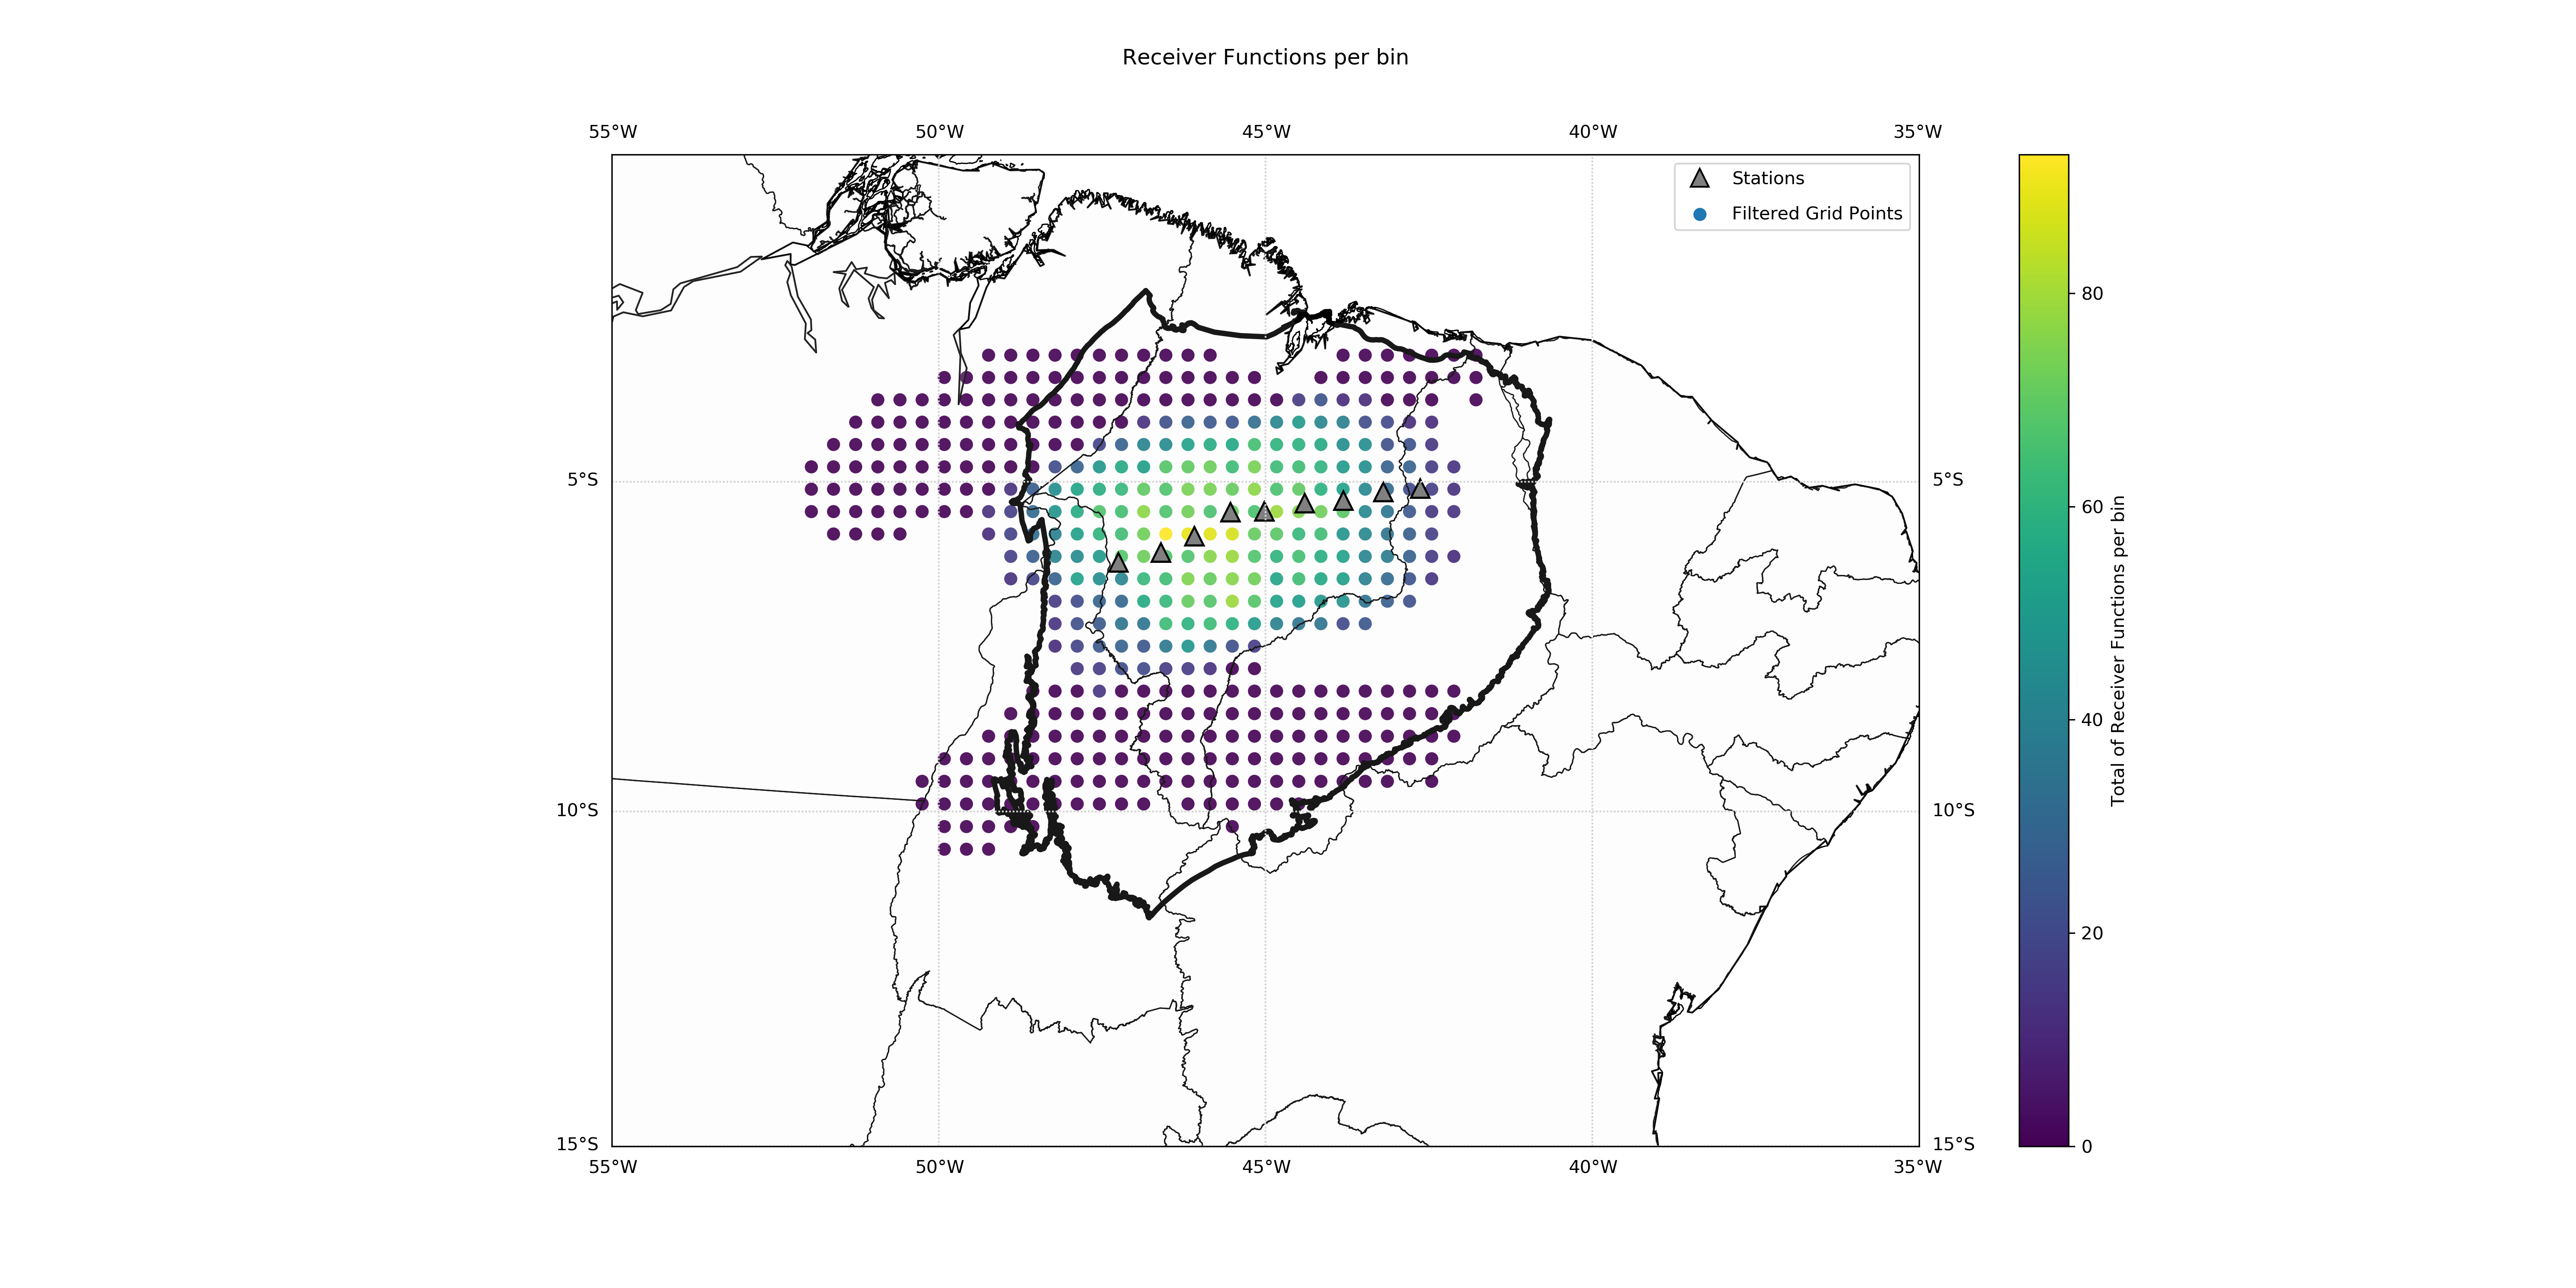 Receiver Functions per bin
55°W 50°W 45°W 40°W 35°W
Stations
Filtered Grid Points
5°S 5°S
10°S 10°S
15°S 15°S
55°W 50°W 45°W 40°W 35°W
80
60
40
20
0
Total of Receiver Functions per bin